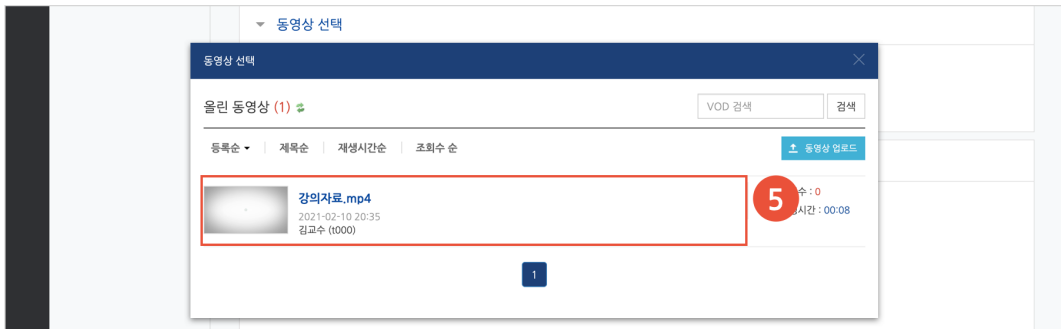 동영상 선택
동영상 선택
올린 동영상 (1)
VOD 검색 검색
등록순 제목순 재생시간순 조회수 순
동영상 업로드
강의자료.mp4
5 수 : 0
2021-02-10 20:35
시간 : 00:08
김교수 (t000)
1